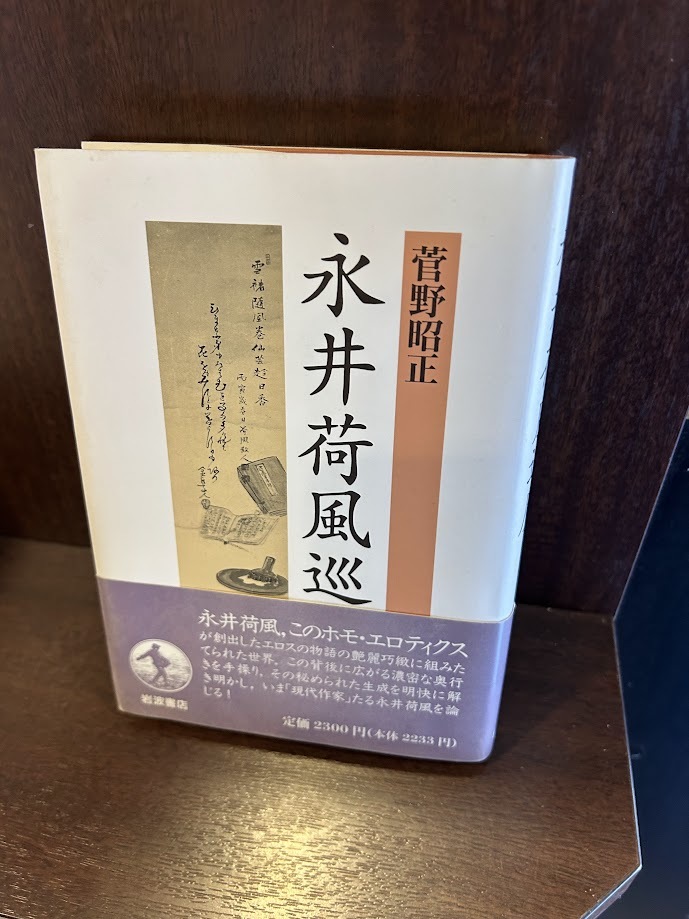 菅野昭正
永井荷風巡
永井荷風,このホモ・エロティクス
が創出したエロスの物語の艶麗巧緻に組みた
てられた世界。この背後に広がる濃密な奥行
きを手探り,その秘められた生成を明快に解
き明かし,いま「現代作家」たる永井荷風を論
じる!
定価 2300円(本体 2233円)
岩波書店